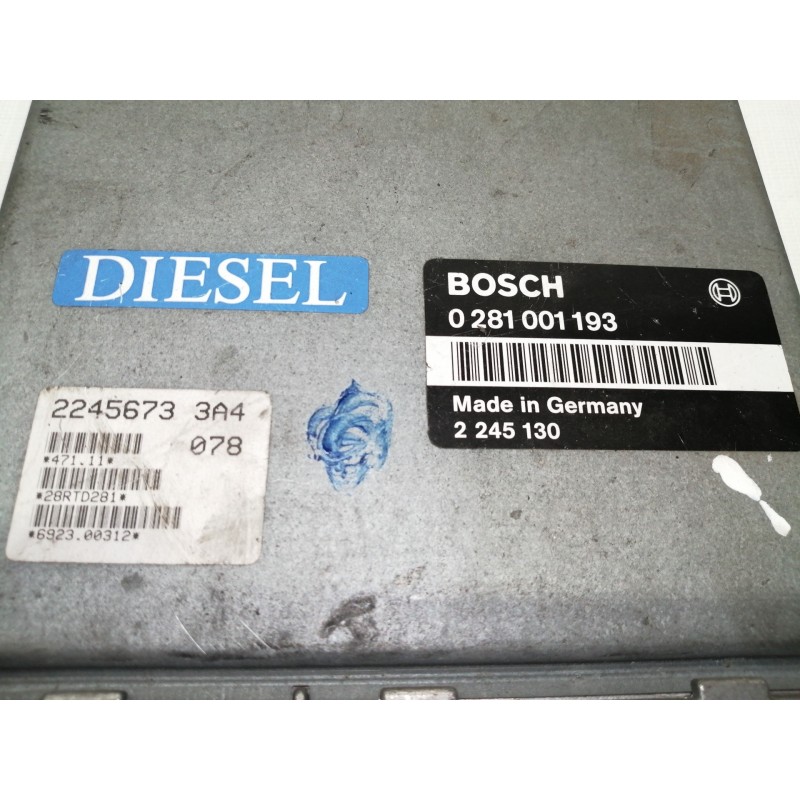 DIESEL
BOSCH
0 281 001 193
Made in Germany
2 245 130
2245673 3A4
078
*471.11*
*28RTD281*
*6923.00312*